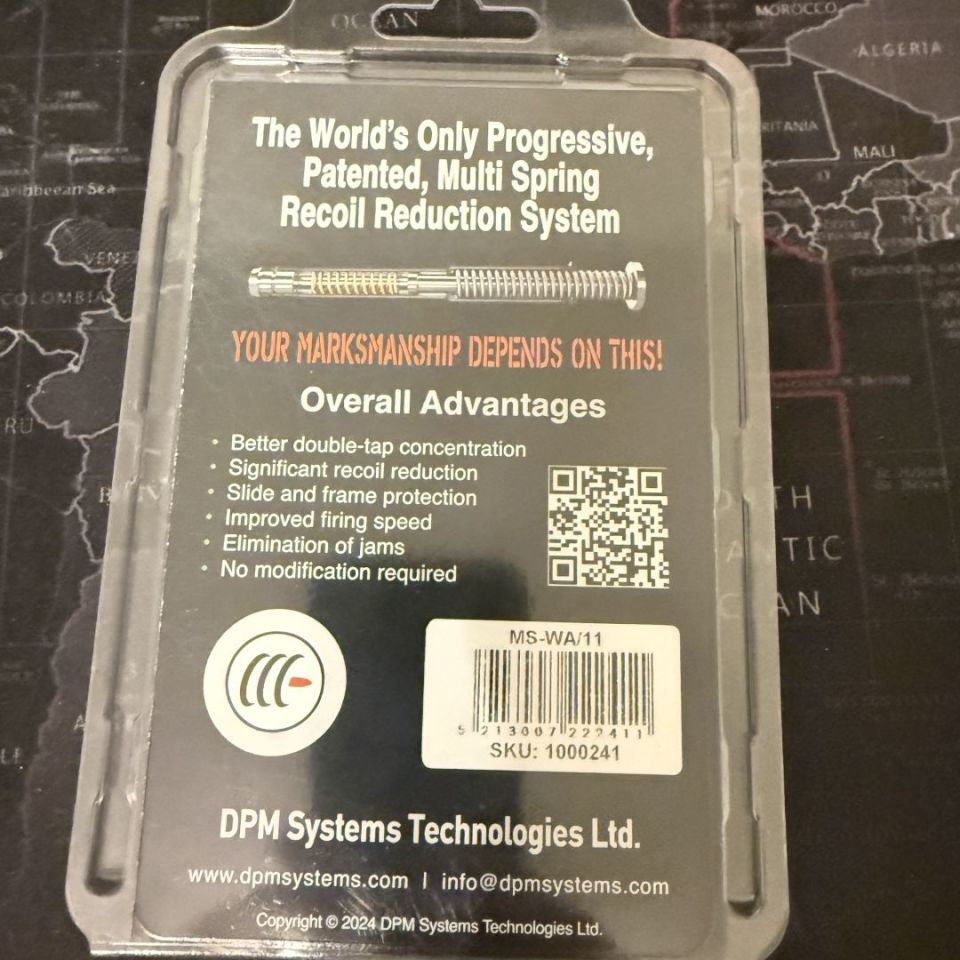 OCEAN
MOROCCO
ALGERIA
MALI
COLOMBIA
The World's Only Progressive,
Patented, Multi Spring
Recoil Reduction System
YOUR MARKSMANSHIP DEPENDS ON THIS!
Overall Advantages
• Better double-tap concentration
• Significant recoil reduction
• Slide and frame protection
• Improved firing speed
• Elimination of jams
• No modification required
MS-WA/11
5 213007 222411
SKU: 1000241
DPM Systems Technologies Ltd.
www.dpmsystems.com | info@dpmsystems.com
Copyright © 2024 DPM Systems Technologies Ltd.